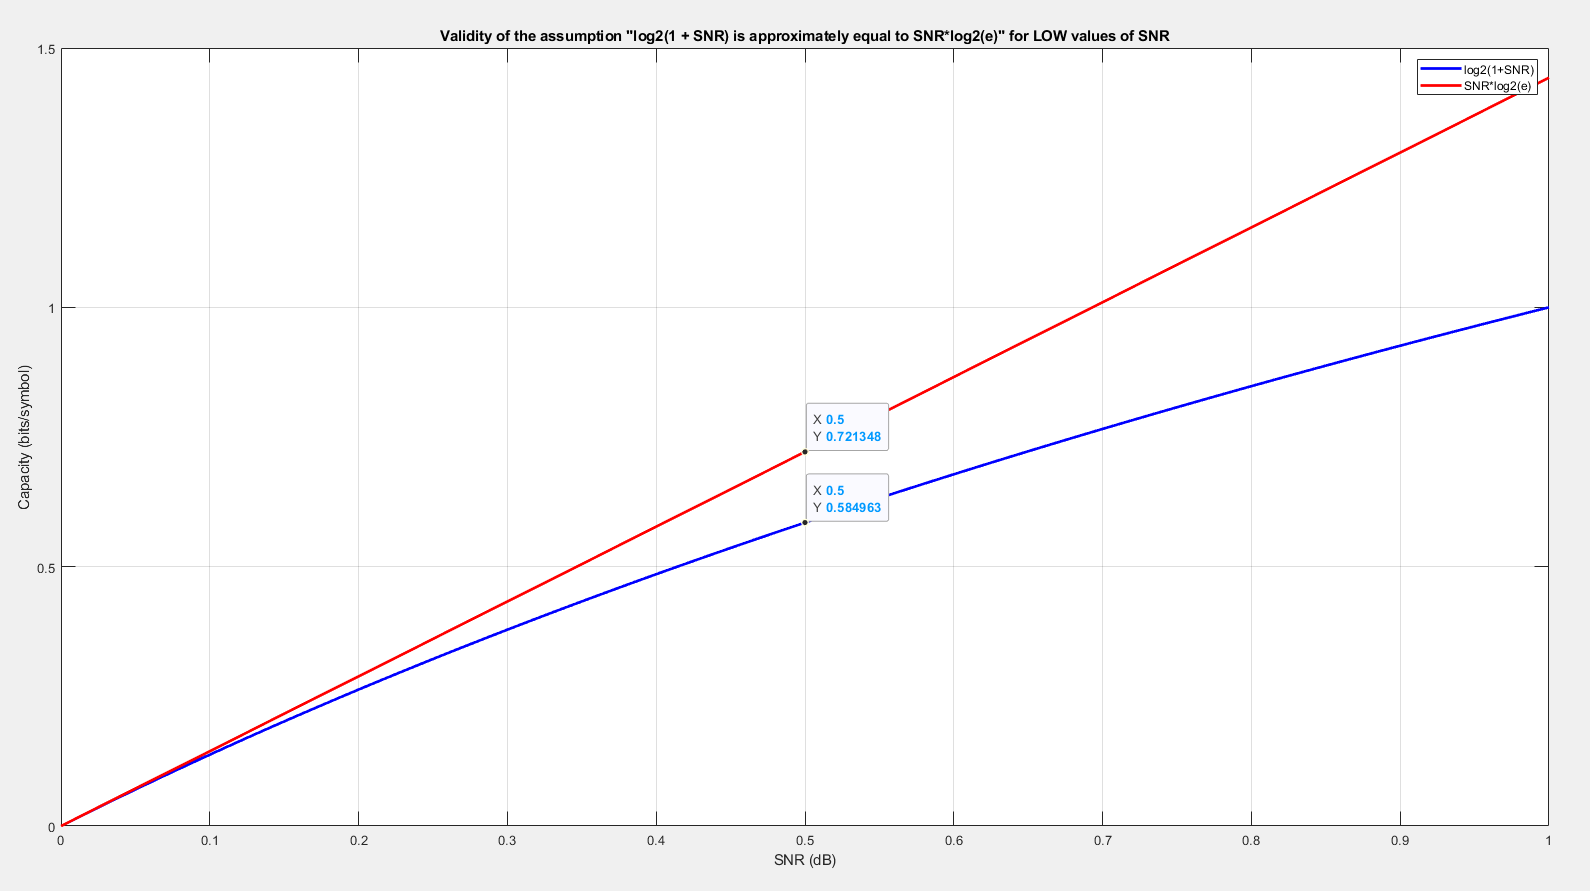 Validity of the assumption "log2(1 + SNR) is approximately equal to SNR*log2(e)" for LOW values of SNR
1.5
log2(1+SNR)
SNR*log2(e)
1
Capacity (bits/symbol)
X 0.5
Y 0.721348
X 0.5
Y 0.584963
0.5
0
0 0.1 0.2 0.3 0.4 0.5 0.6 0.7 0.8 0.9 1
SNR (dB)